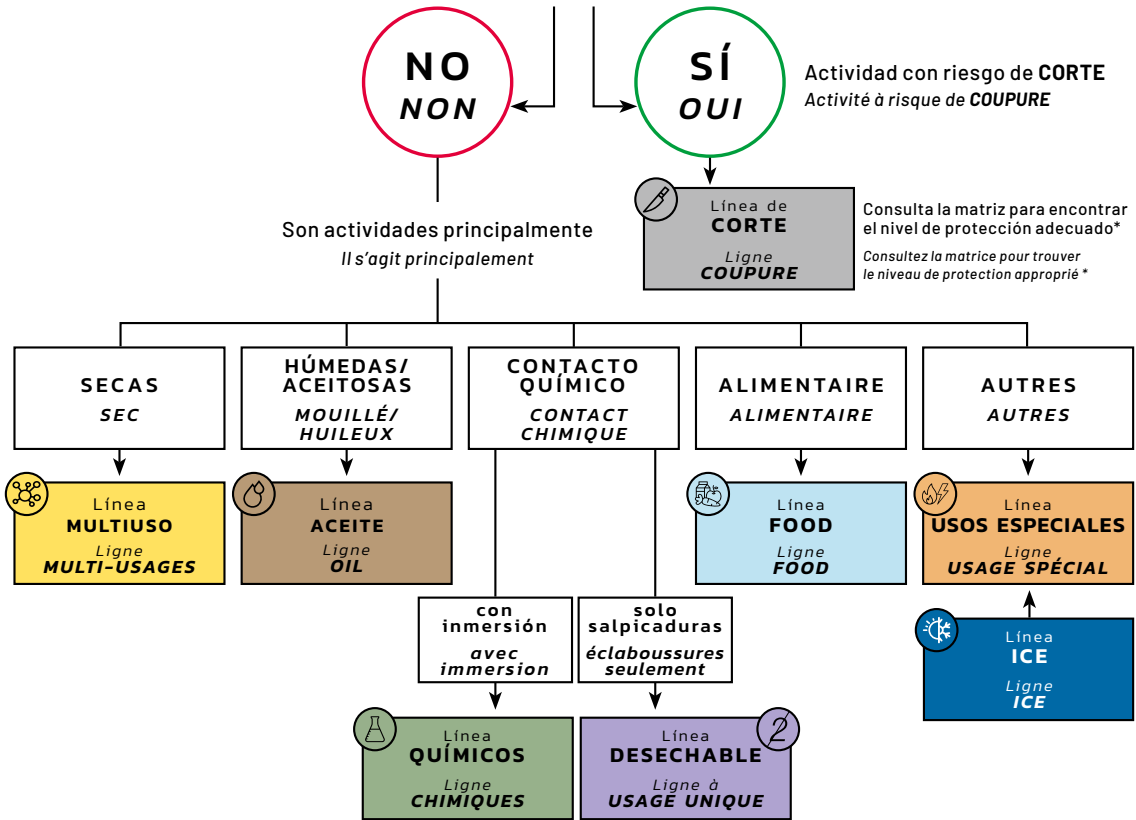 NO
NON
SÍ
OUI
Actividad con riesgo de CORTE
Activité à risque de COUPURE
Línea de
CORTE
Ligne
COUPURE
Consulta la matriz para encontrar
el nivel de protección adecuado*
Consultez la matrice pour trouver
le niveau de protection approprié *
Son actividades principalmente
Il s’agit principalement
SECAS
SEC
HÚMEDAS/
ACEITOSAS
MOUILLÉ/
HUILEUX
CONTACTO
QUÍMICO
CONTACT
CHIMIQUE
ALIMENTAIRE
ALIMENTAIRE
AUTRES
AUTRES
Línea
MULTIUSO
Ligne
MULTI-USAGES
Línea
ACEITE
Ligne
OIL
Línea
FOOD
Ligne
FOOD
Línea
USOS ESPECIALES
Ligne
USAGE SPÉCIAL
con
inmersión
avec
immersion
solo
salpicaduras
éclaboussures
seulement
Línea
ICE
Ligne
ICE
Línea
QUÍMICOS
Ligne
CHIMIQUES
Línea
DESECHABLE
Ligne à
USAGE UNIQUE
2